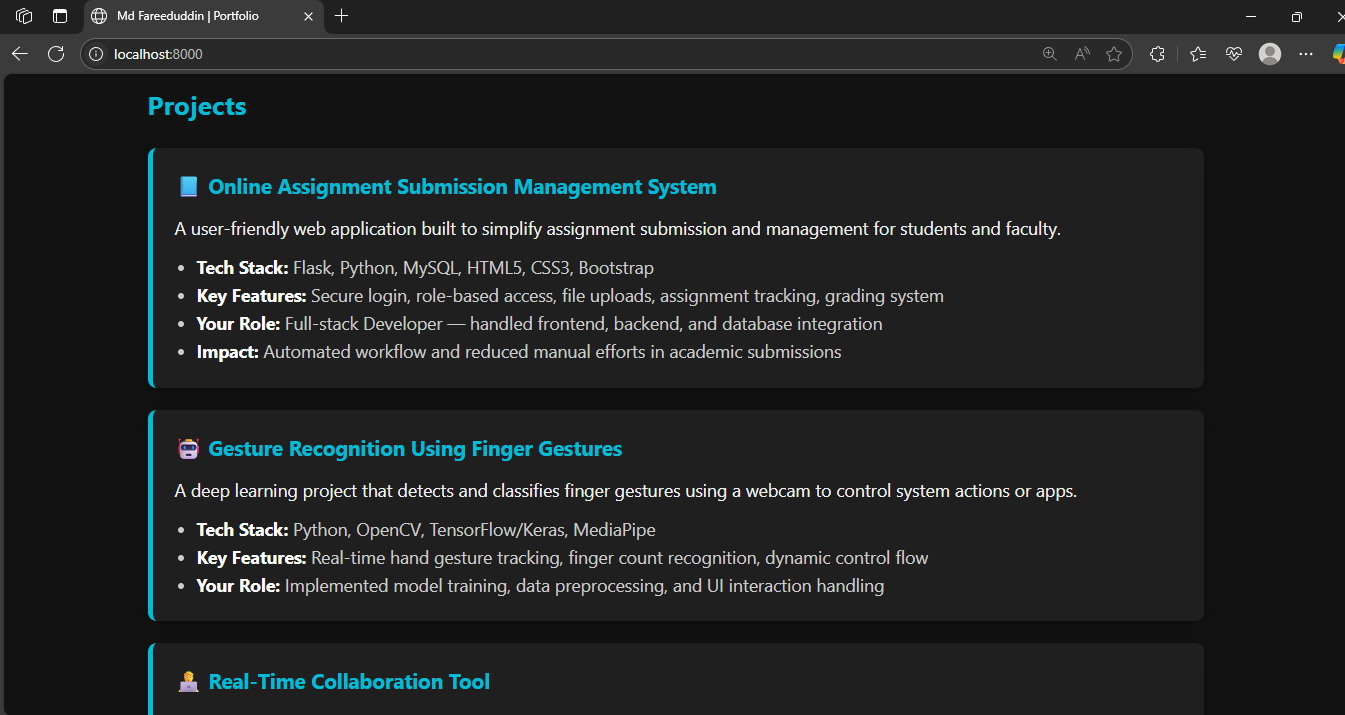 Md Fareeduddin | Portfolio
localhost:8000
Projects
Online Assignment Submission Management System
A user-friendly web application built to simplify assignment submission and management for students and faculty.
• Tech Stack: Flask, Python, MySQL, HTML5, CSS3, Bootstrap
• Key Features: Secure login, role-based access, file uploads, assignment tracking, grading system
• Your Role: Full-stack Developer — handled frontend, backend, and database integration
• Impact: Automated workflow and reduced manual efforts in academic submissions
Gesture Recognition Using Finger Gestures
A deep learning project that detects and classifies finger gestures using a webcam to control system actions or apps.
• Tech Stack: Python, OpenCV, TensorFlow/Keras, MediaPipe
• Key Features: Real-time hand gesture tracking, finger count recognition, dynamic control flow
• Your Role: Implemented model training, data preprocessing, and UI interaction handling
Real-Time Collaboration Tool